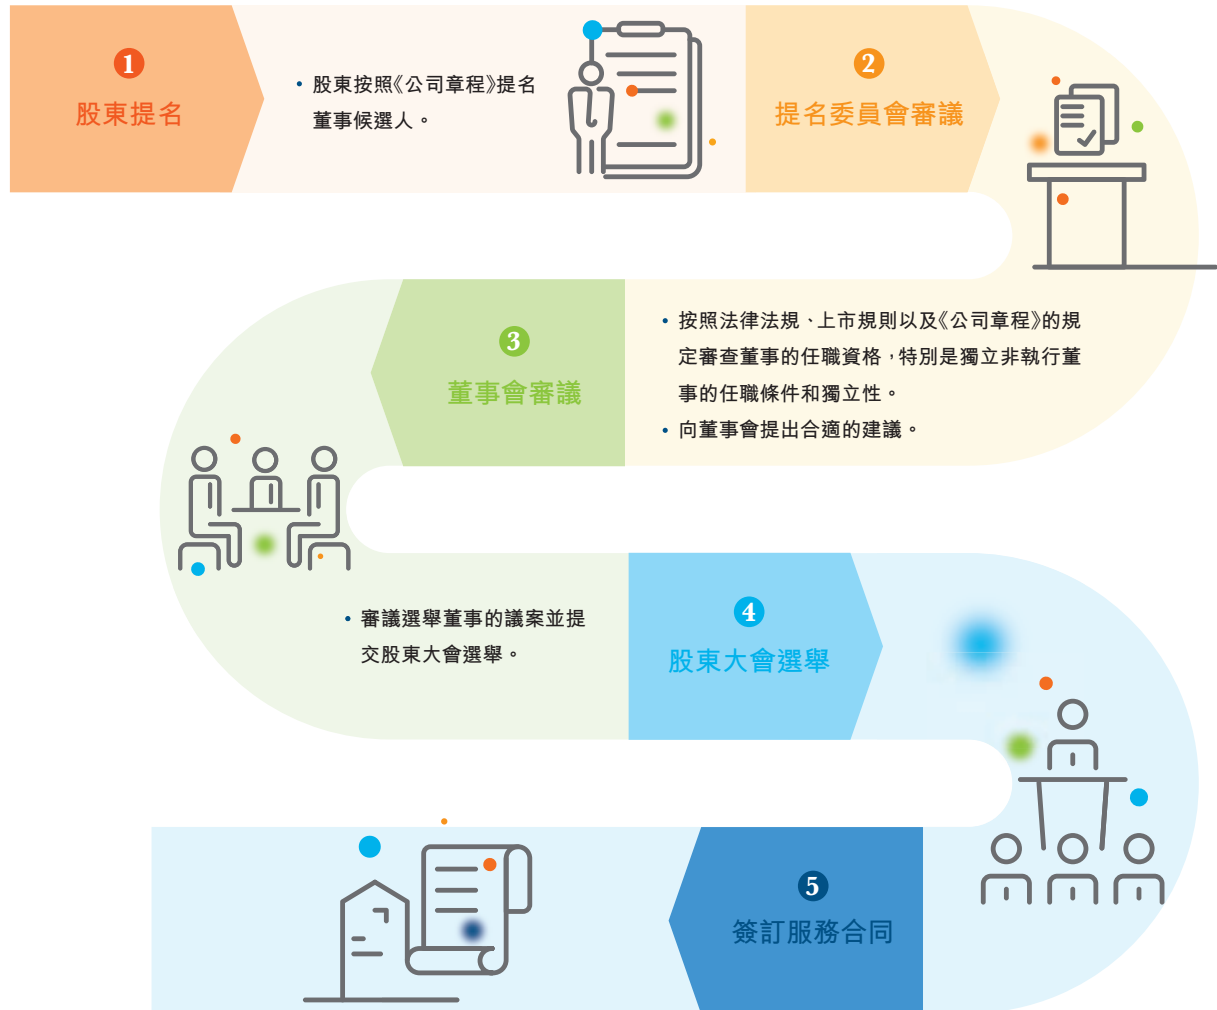 1
股東提名
• 股東按照《公司章程》提名
董事候選人。
2
提名委員會審議
• 按照法律法規、上市規則以及《公司章程》的規
定審查董事的任職資格,特別是獨立非執行董
事的任職條件和獨立性。
• 向董事會提出合適的建議。
3
董事會審議
• 審議選舉董事的議案並提
交股東大會選舉。
4
股東大會選舉
5
簽訂服務合同